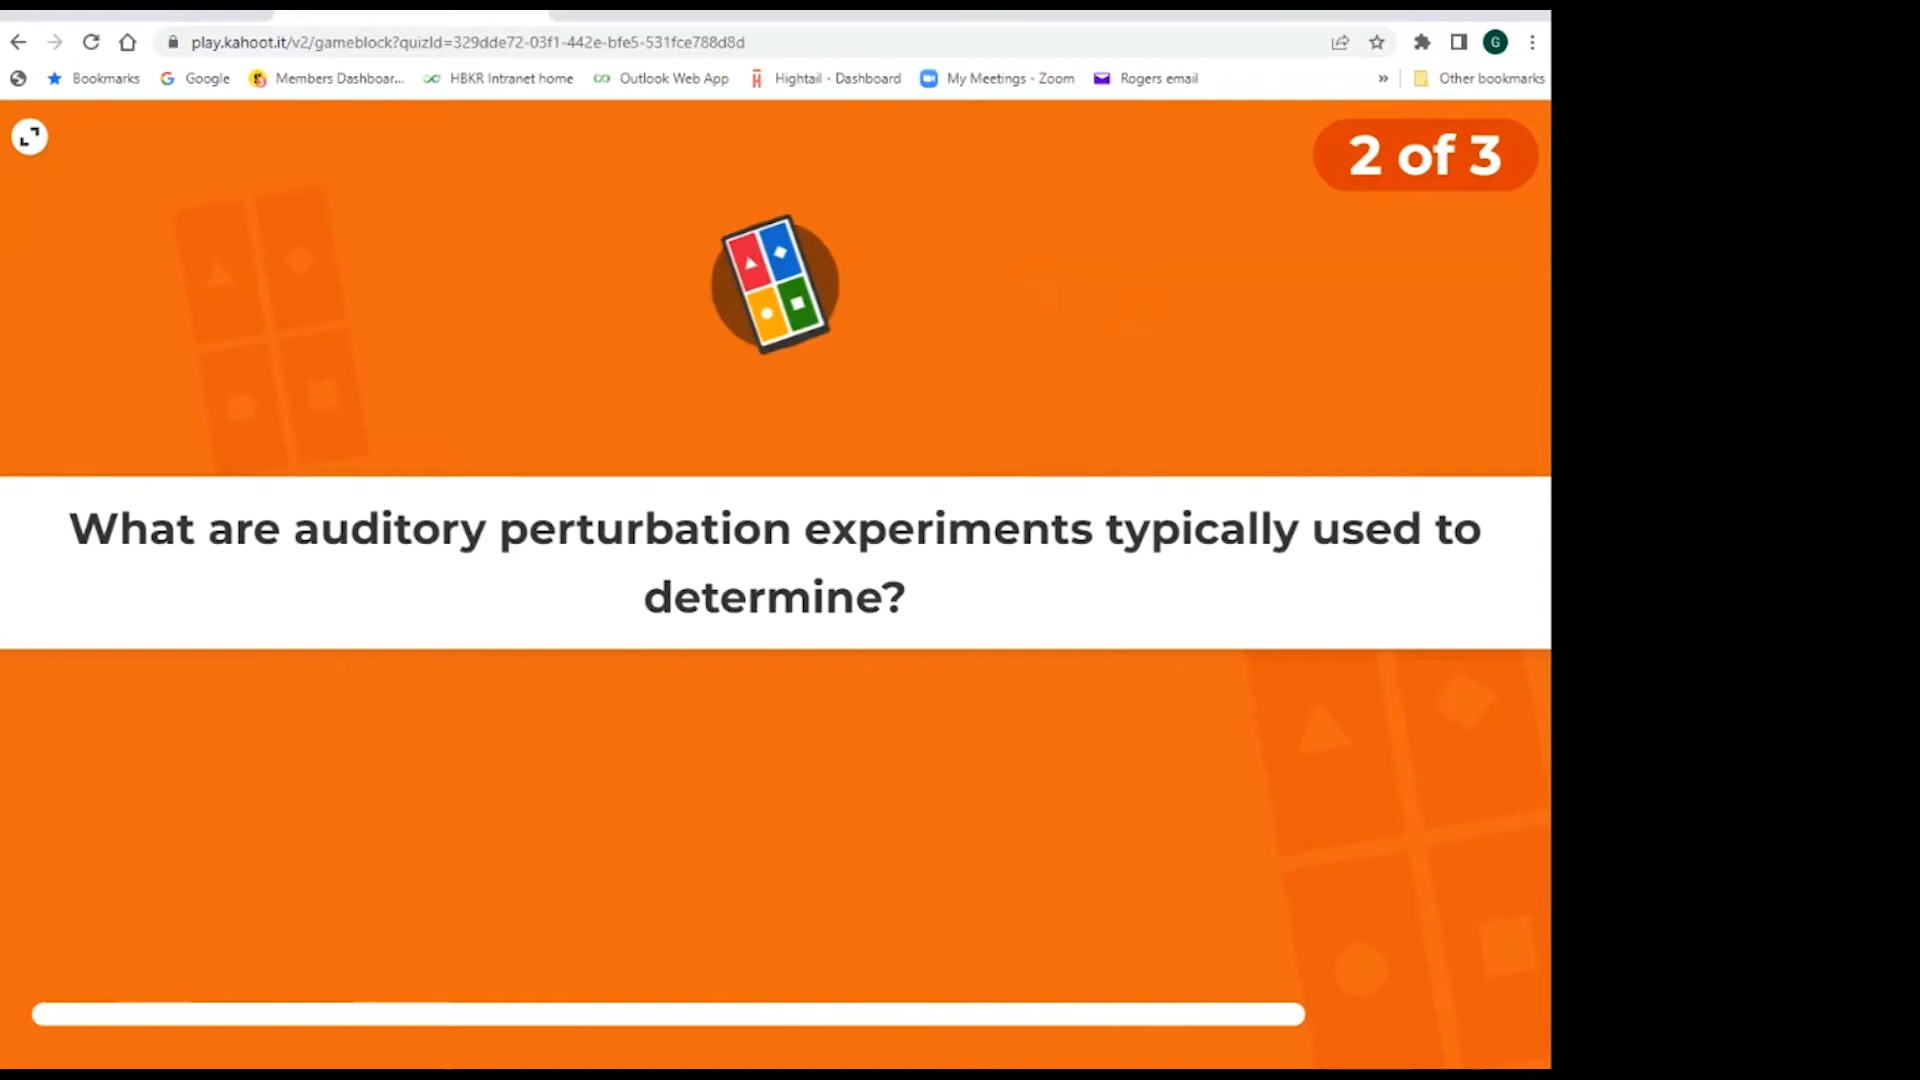 play.kahoot.it/v2/gameblock?quizId=329dde72-03f1-442e-bfe5-531fce788d8d
G
Bookmarks
Google
Members Dashboar...
HBKR Intranet home
Outlook Web App
Hightail - Dashboard
My Meetings - Zoom
Rogers email
»
Other bookmarks
2 of 3
What are auditory perturbation experiments typically used to
determine?